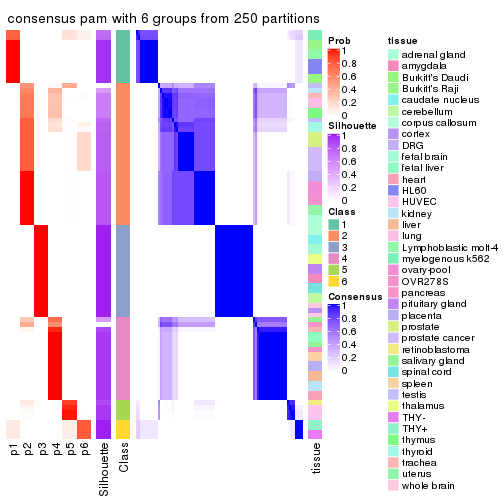 consensus pam with 6 groups from 250 partitions
p1
p2
p3
p4
p5
p6
Silhouette
Class
tissue
Prob
1
0.8
0.6
0.4
0.2
0
Silhouette
1
0.8
0.6
0.4
0.2
0
Class
1
2
3
4
5
6
Consensus
1
0.8
0.6
0.4
0.2
0
tissue
adrenal gland
amygdala
Burkitt's Daudi
Burkitt's Raji
caudate nucleus
cerebellum
corpus callosum
cortex
DRG
fetal brain
fetal liver
heart
HL60
HUVEC
kidney
liver
lung
Lymphoblastic molt-4
myelogenous k562
ovary-pool
OVR278S
pancreas
pituitary gland
placenta
prostate
prostate cancer
retinoblastoma
salivary gland
spinal cord
spleen
testis
thalamus
THY-
THY+
thymus
thyroid
trachea
uterus
whole brain